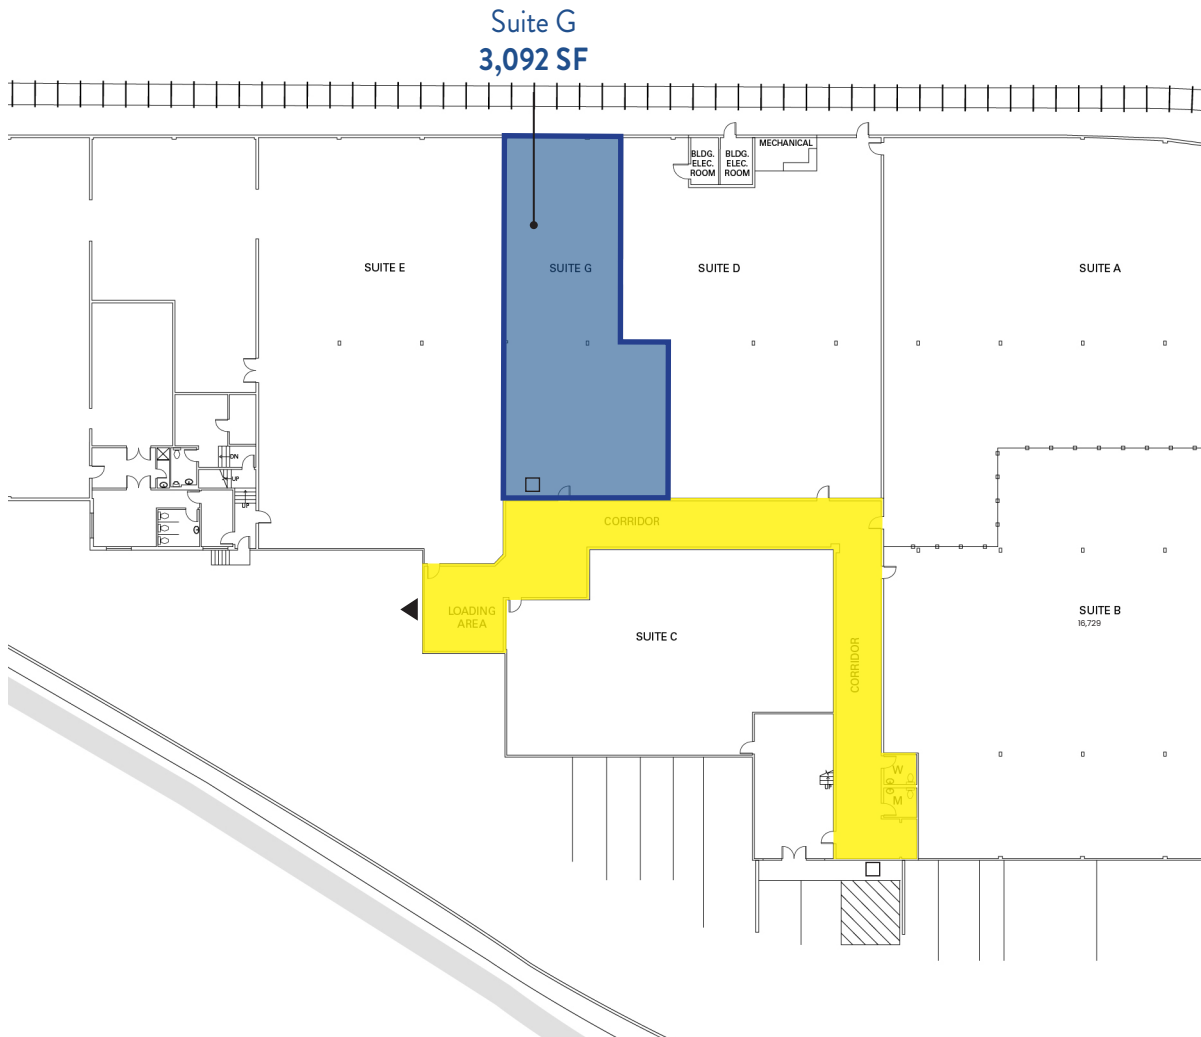 Suite G
3,092 SF
MECHANICAL
BLDG.
ELEC.
ROOM
BLDG.
ELEC.
ROOM
SUITE E
SUITE G
SUITE D
SUITE A
DN
UP
UP
CORRIDOR
LOADING
AREA
SUITE C
CORRIDOR
SUITE B
16,729
W
M
UP